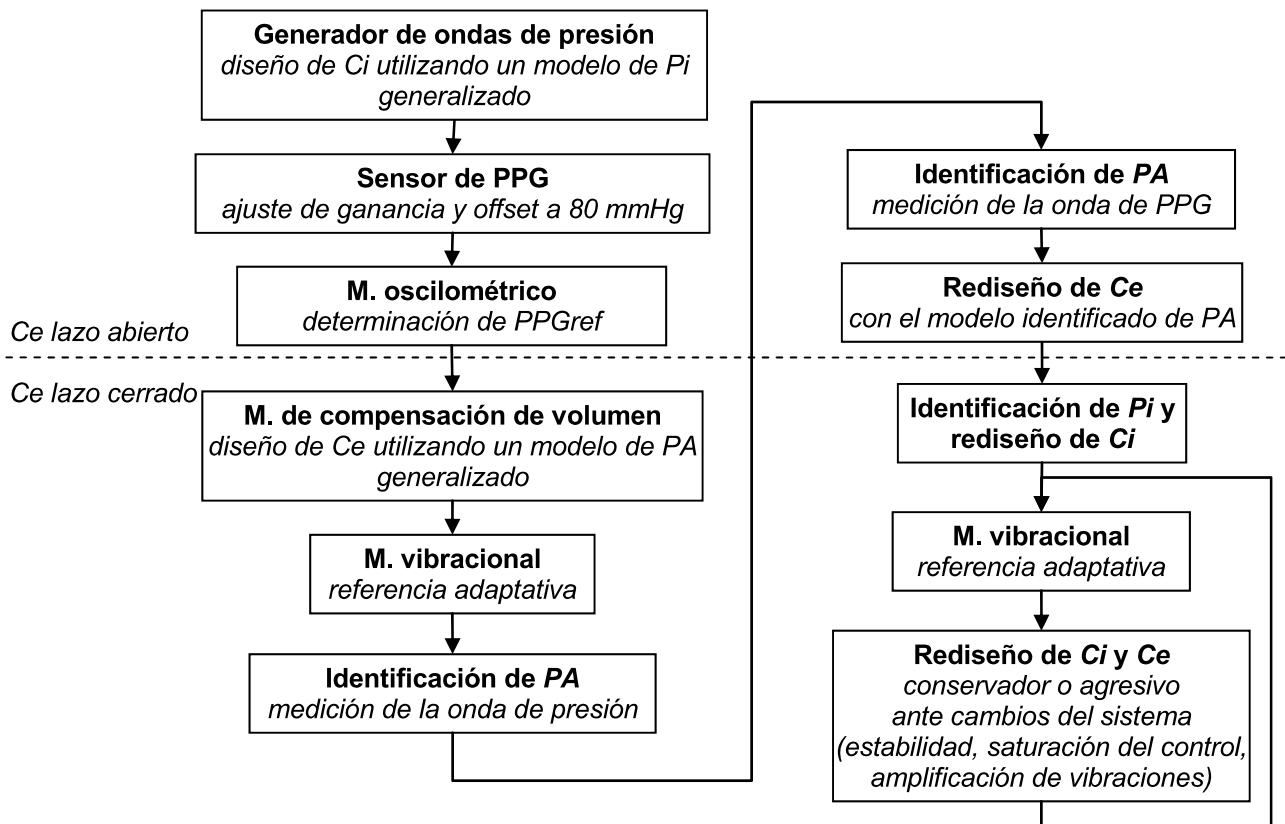 Generador de ondas de presión
diseño de Ci utilizando un modelo de Pi
generalizado
Sensor de PPG
ajuste de ganancia y offset a 80 mmHg
M. oscilométrico
determinación de PPGref
Ce lazo abierto
Ce lazo cerrado
M. de compensación de volumen
diseño de Ce utilizando un modelo de PA
generalizado
M. vibracional
referencia adaptativa
Identificación de PA
medición de la onda de presión
Identificación de PA
medición de la onda de PPG
Rediseño de Ce
con el modelo identificado de PA
Identificación de Pi y
rediseño de Ci
M. vibracional
referencia adaptativa
Rediseño de Ci y Ce
conservador o agresivo
ante cambios del sistema
(estabilidad, saturación del control,
amplificación de vibraciones)